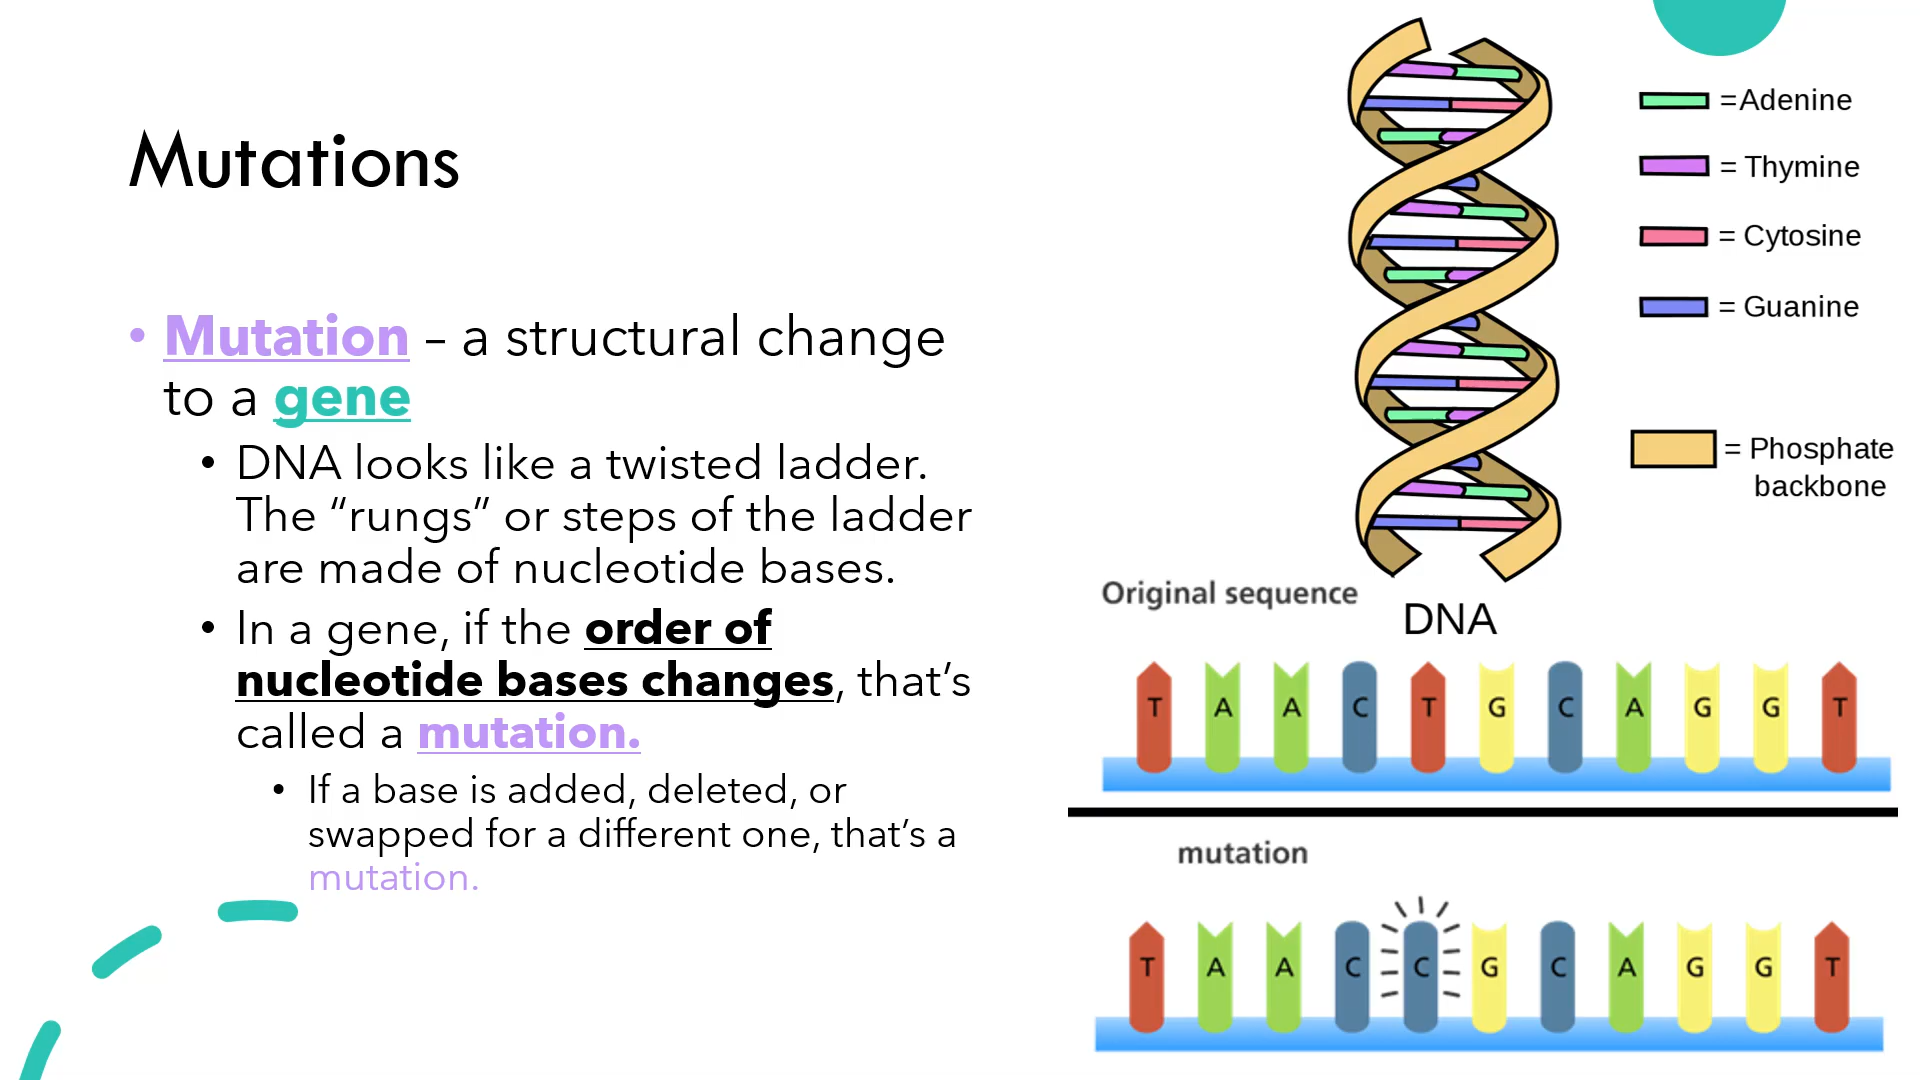 Mutations
• Mutation – a structural change
to a gene
• DNA looks like a twisted ladder.
The “rungs” or steps of the ladder
are made of nucleotide bases.
• In a gene, if the order of
nucleotide bases changes, that’s
called a mutation.
• If a base is added, deleted, or
swapped for a different one, that’s a
mutation.
=Adenine
= Thymine
= Cytosine
= Guanine
= Phosphate
backbone
DNA
Original sequence
T A A C T G C A G G T
mutation
T A A C C G C A G G T